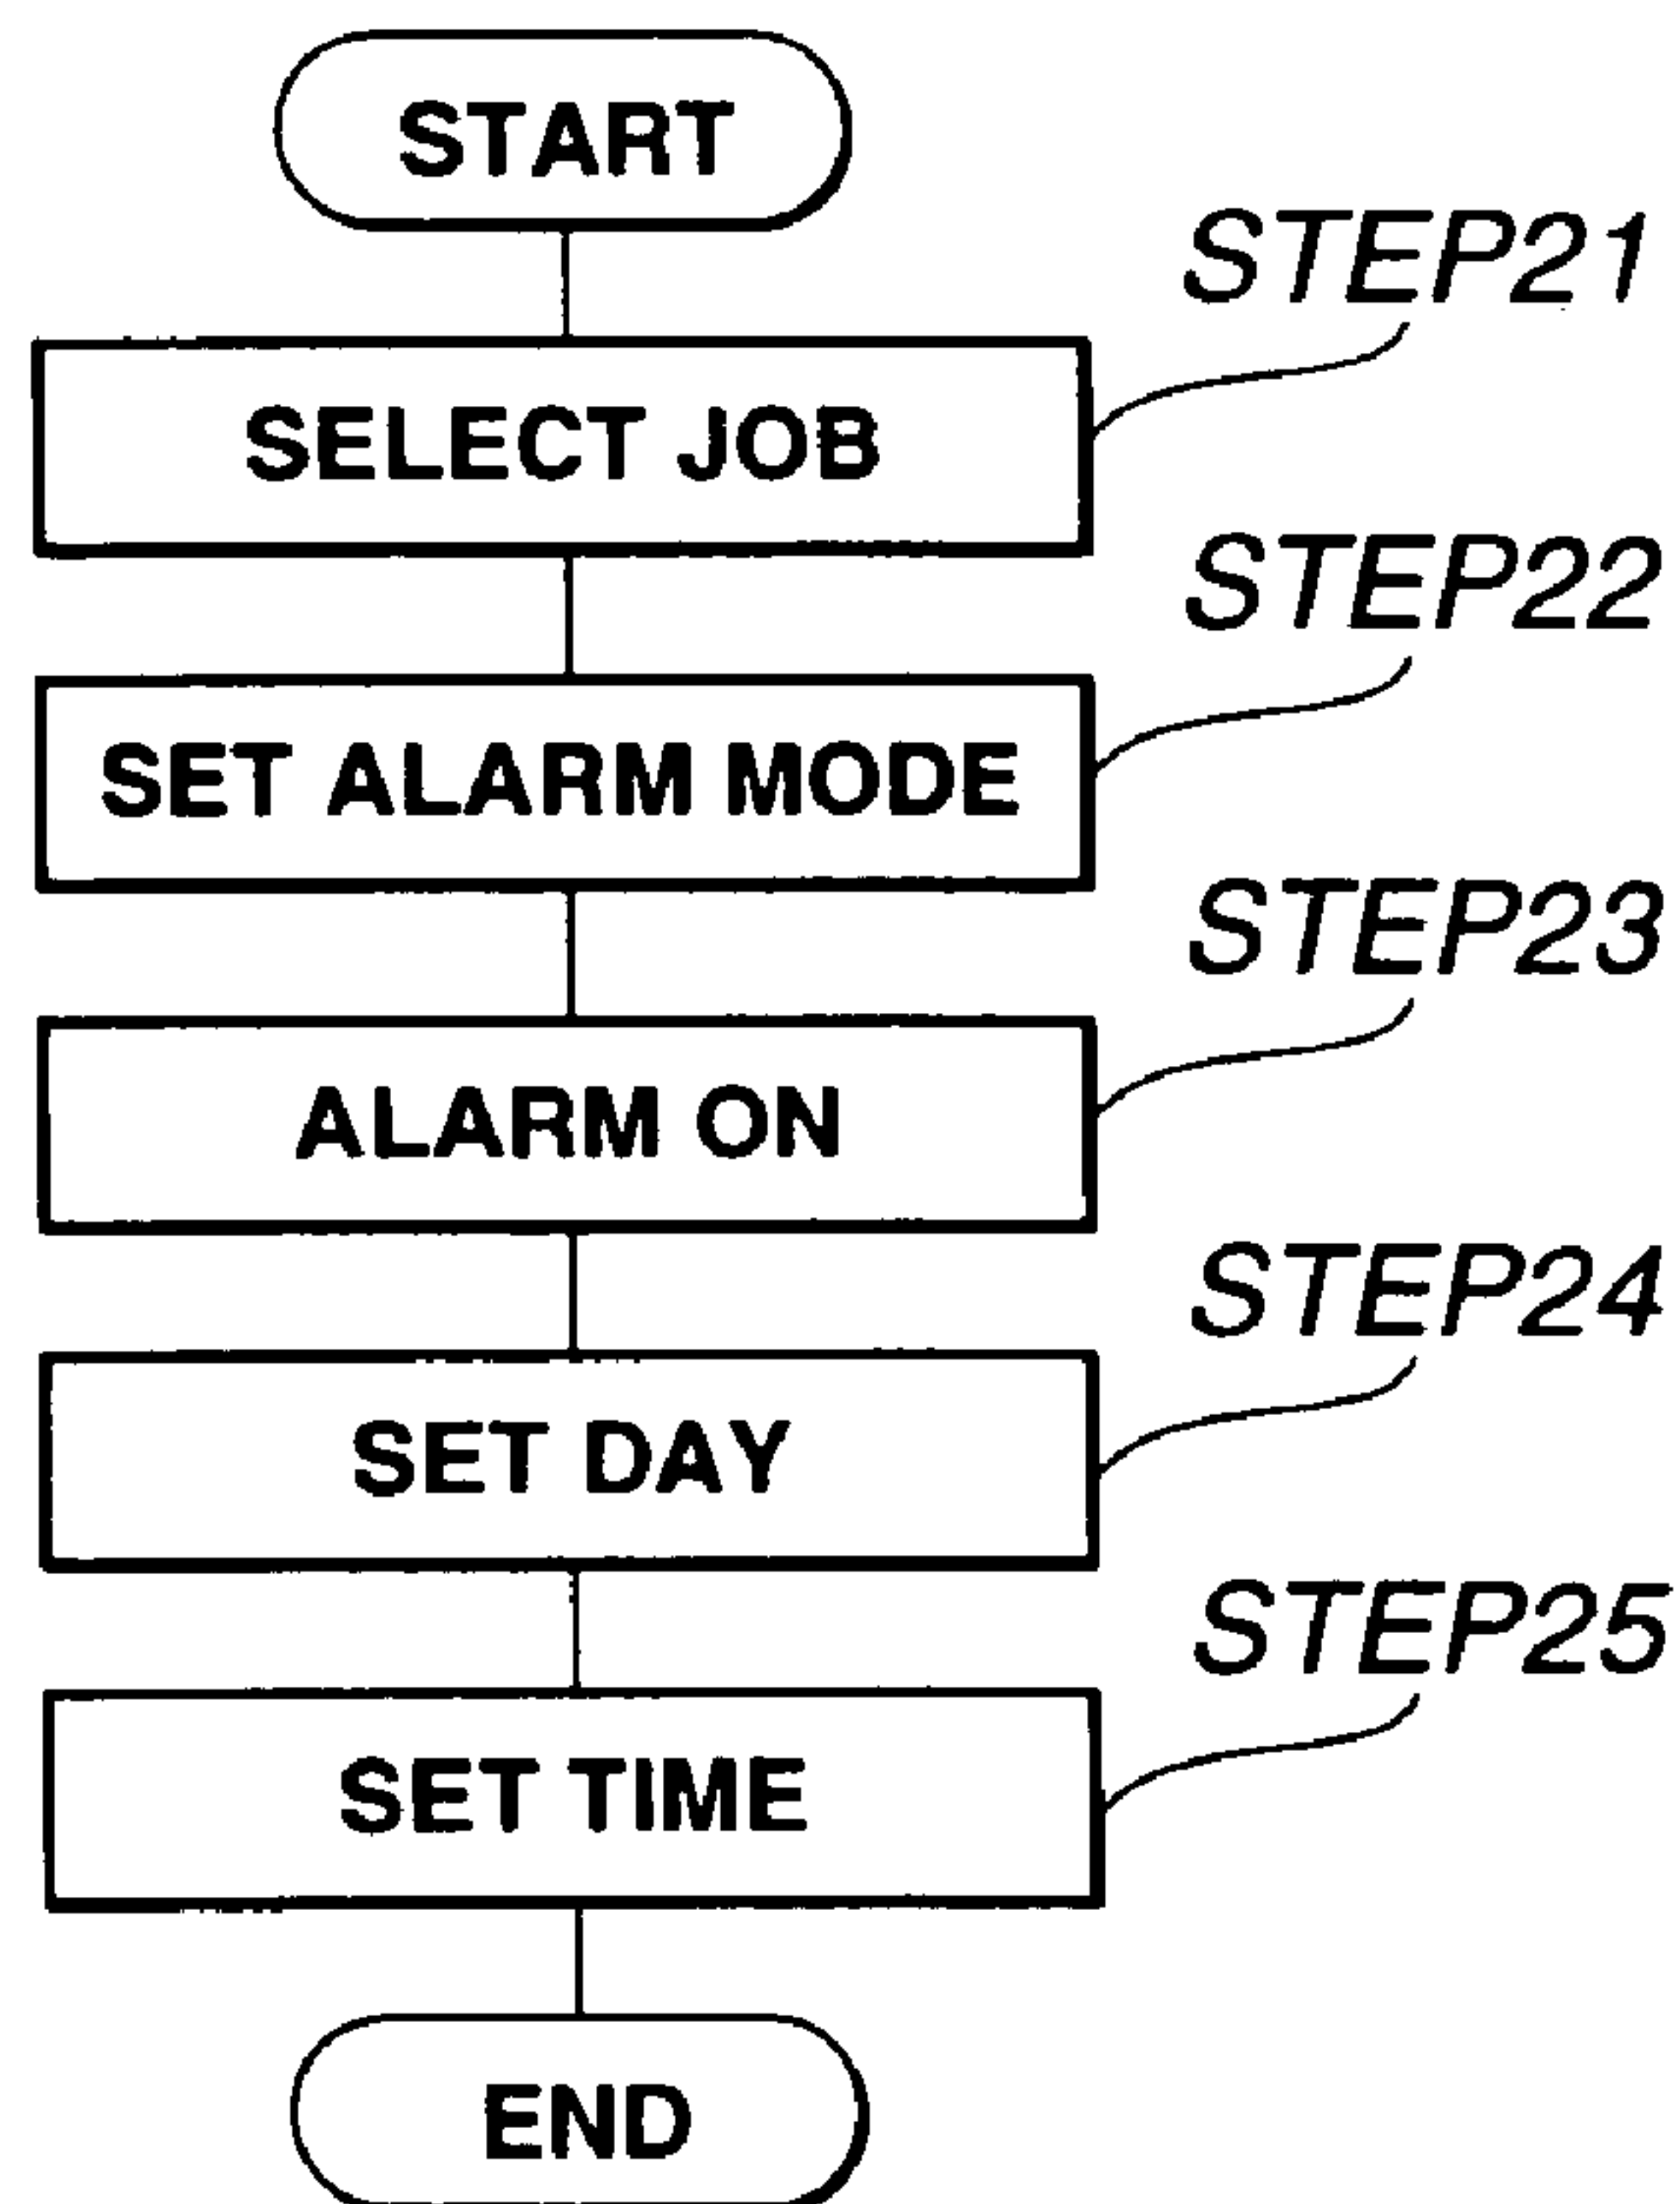 START
STEP21
SELECT JOB
STEP22
SET ALARM MODE
STEP23
ALARM ON
STEP24
SET DAY
STEP25
SET TIME
END